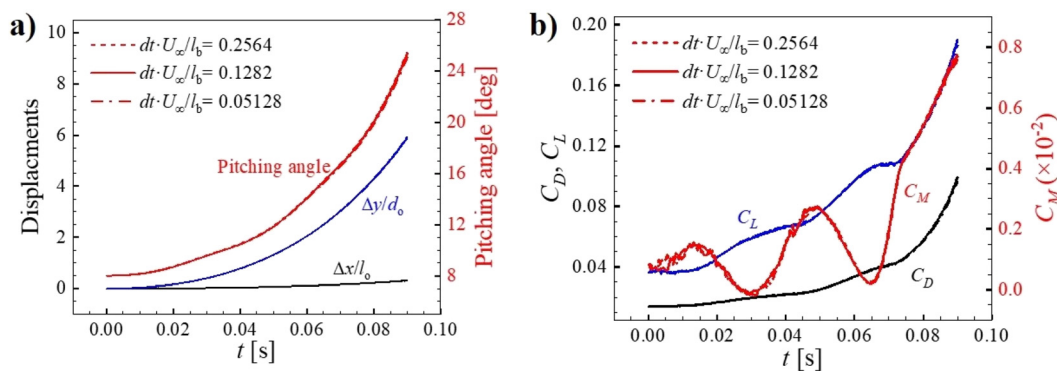 a)
10
8
6
4
2
0
Displacments
dt·U∞/lb= 0.2564
dt·U∞/lb= 0.1282
dt·U∞/lb= 0.05128
Pitching angle
Δy/do
Δx/lo
28
24
20
16
12
8
Pitching angle [deg]
0.00 0.02 0.04 0.06 0.08 0.10
t [s]
b)
0.20
0.16
0.12
0.08
0.04
CD, CL
dt·U∞/lb= 0.2564
dt·U∞/lb= 0.1282
dt·U∞/lb= 0.05128
CL
CM
CD
0.8
0.6
0.4
0.2
0.0
CM (×10-2)
0.00 0.02 0.04 0.06 0.08 0.10
t [s]